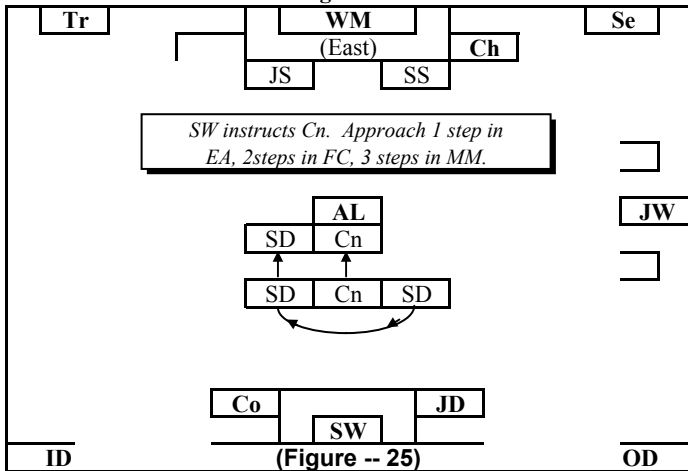 Tr WM Se
(East) Ch
JS SS
SW instructs Cn. Approach 1 step in
EA, 2steps in FC, 3 steps in MM.
AL JW
SD Cn
SD Cn SD
Co JD
SW
ID (Figure -- 25) OD